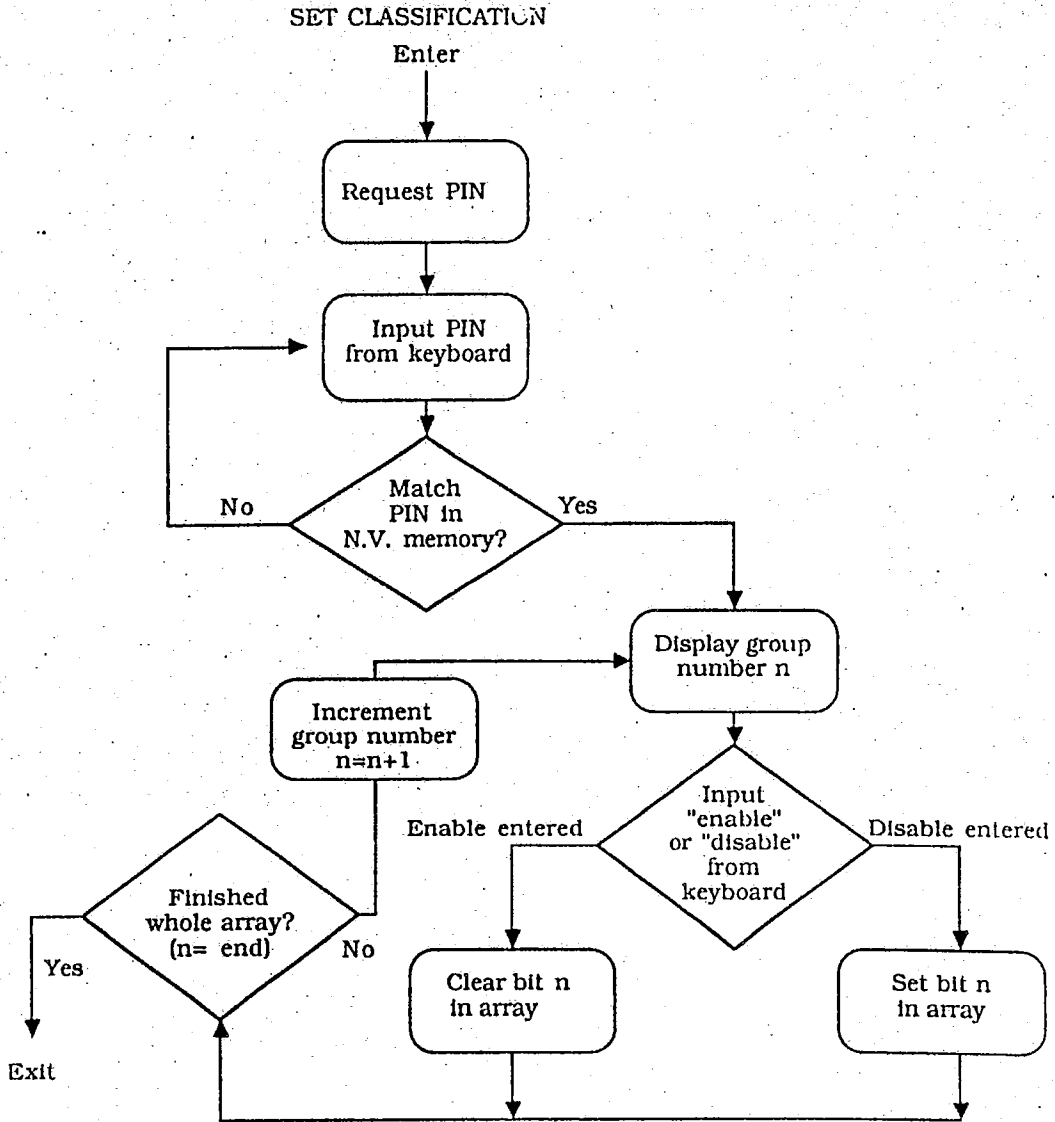 SET CLASSIFICATION
Enter
Request PIN
Input PIN
from keyboard
Match
PIN in
N.V. memory?
No
Yes
Display group
number n
Increment
group number
n=n+1
Input
"enable"
or "disable"
from
keyboard
Enable entered
Disable entered
Finished
whole array?
(n= end)
Yes
No
Clear bit n
in array
Set bit n
in array
Exit